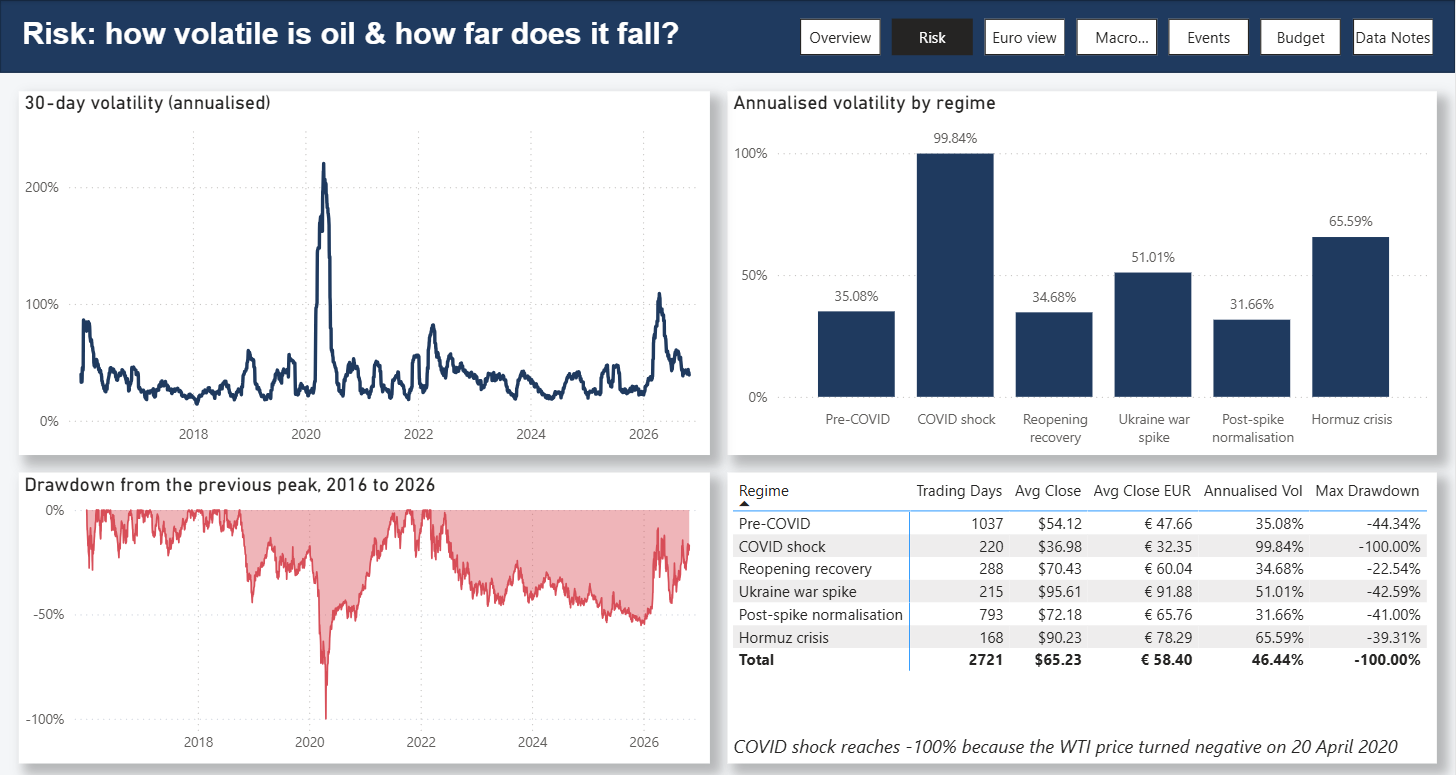 Risk: how volatile is oil & how far does it fall?
Overview
Risk
Euro view
Macro...
Events
Budget
Data Notes
30-day volatility (annualised)
200%
100%
0%
2018 2020 2022 2024 2026
Annualised volatility by regime
100%
50%
0%
35.08%
99.84%
34.68%
51.01%
31.66%
65.59%
Pre-COVID
COVID shock
Reopening
recovery
Ukraine war
spike
Post-spike
normalisation
Hormuz crisis
Drawdown from the previous peak, 2016 to 2026
0%
-50%
-100%
2018 2020 2022 2024 2026
Regime Trading Days Avg Close Avg Close EUR Annualised Vol Max Drawdown
Pre-COVID 1037 $54.12 € 47.66 35.08% -44.34%
COVID shock 220 $36.98 € 32.35 99.84% -100.00%
Reopening recovery 288 $70.43 € 60.04 34.68% -22.54%
Ukraine war spike 215 $95.61 € 91.88 51.01% -42.59%
Post-spike normalisation 793 $72.18 € 65.76 31.66% -41.00%
Hormuz crisis 168 $90.23 € 78.29 65.59% -39.31%
Total 2721 $65.23 € 58.40 46.44% -100.00%
COVID shock reaches -100% because the WTI price turned negative on 20 April 2020